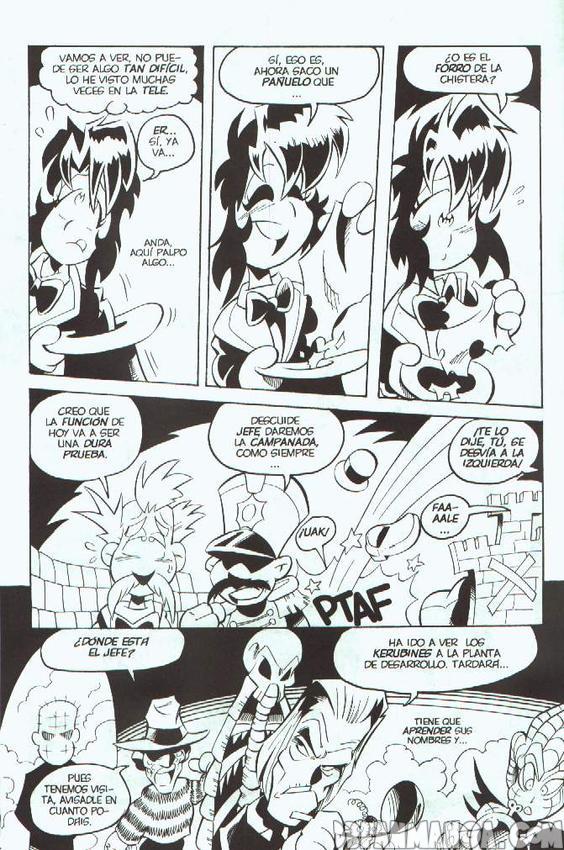 VAMOS A VER, NO PUE-
DE SER ALGO TAN DIFÍCIL,
LO HE VISTO MUCHAS
VECES EN LA TELE.
ER...
SÍ, YA
VA...
ANDA,
AQUÍ PALPO
ALGO...
SÍ, ESO ES,
AHORA SACO UN
PAÑUELO QUE
...
¿O ES EL
FORRO DE LA
CHISTERA?
CREO QUE
LA FUNCIÓN DE
HOY VA A SER
UNA DURA
PRUEBA.
DESCUIDE
JEFE, DAREMOS LA
CAMPANADA,
COMO SIEMPRE
...
¡UAK!
PTAF
¡TE LO
DIJE, TÚ, SE
DESVÍA A LA
IZQUIERDA!
FAA-
AALE
...
¿DÓNDE ESTA
EL JEFE?
PUES
TENEMOS VISI-
TA, AVISADLE EN
CUANTO PO-
DÁIS.
HA IDO A VER LOS
KERUBINES A LA PLANTA
DE DESARROLLO. TARDARA...
TIENE QUE
APRENDER SUS
NOMBRES Y...